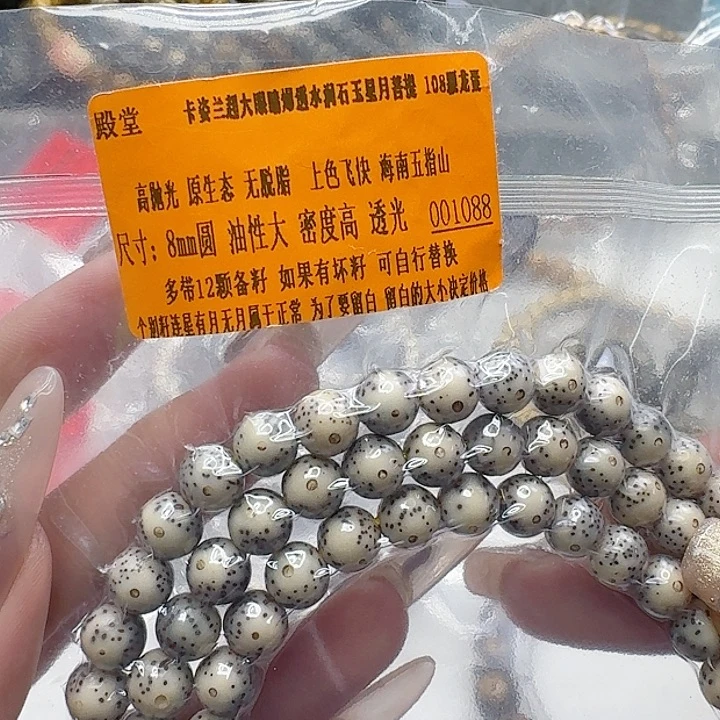 殿堂 卡姿兰超大眼睛爆透水润石玉星月菩提 108颗龙蛋
高抛光 原生态 无脱脂 上色飞快 海南五指山
尺寸: 8mm圆 油性大 密度高 透光 001088
多带12颗备籽 如果有坏籽 可自行替换
个别籽连星有月无月属于正常 为了要留白 留白的大小决定价格